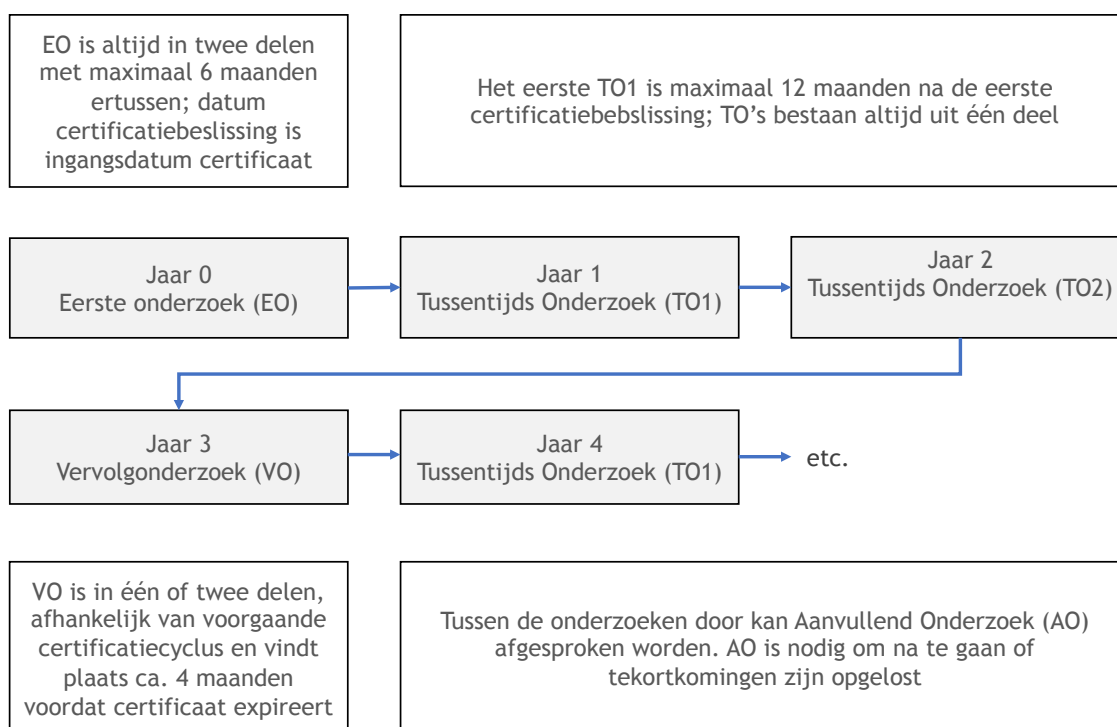 EO is altijd in twee delen
met maximaal 6 maanden
ertussen; datum
certificatiebeslissing is
ingangsdatum certificaat
Het eerste TO1 is maximaal 12 maanden na de eerste
certificatiebebslissing; TO’s bestaan altijd uit één deel
Jaar 0
Eerste onderzoek (EO)
Jaar 1
Tussentijds Onderzoek (TO1)
Jaar 2
Tussentijds Onderzoek (TO2)
Jaar 3
Vervolgonderzoek (VO)
Jaar 4
Tussentijds Onderzoek (TO1)
etc.
VO is in één of twee delen,
afhankelijk van voorgaande
certificatiecyclus en vindt
plaats ca. 4 maanden
voordat certificaat expireert
Tussen de onderzoeken door kan Aanvullend Onderzoek (AO)
afgesproken worden. AO is nodig om na te gaan of
tekortkomingen zijn opgelost